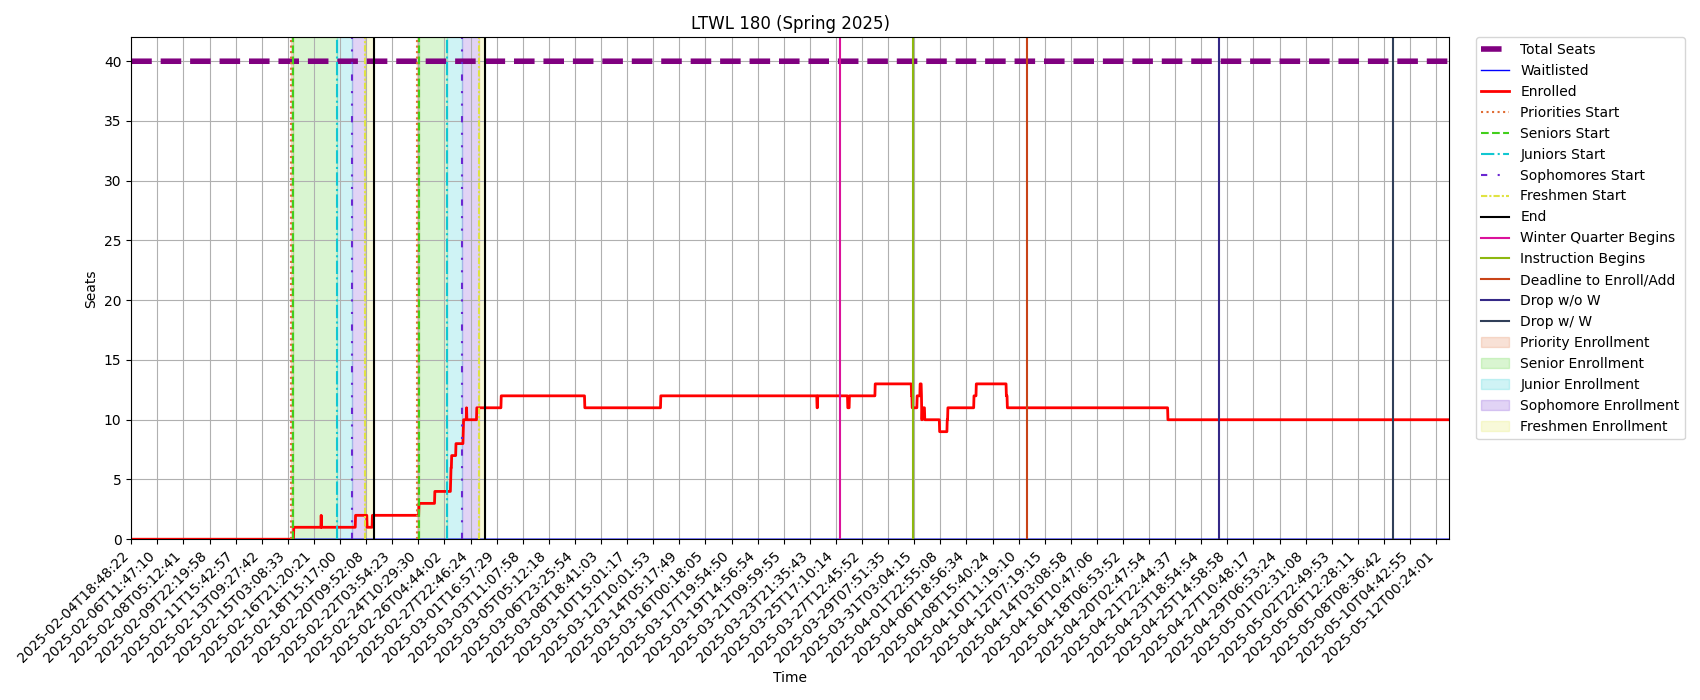 LTWL 180 (Spring 2025)
Seats
40
35
30
25
20
15
10
5
0
2025-02-04T18:48:22
2025-02-06T11:47:10
2025-02-08T05:12:41
2025-02-09T22:19:58
2025-02-11T15:42:57
2025-02-13T09:27:42
2025-02-15T03:08:33
2025-02-16T21:20:21
2025-02-18T15:17:00
2025-02-20T09:52:08
2025-02-22T03:54:23
2025-02-24T10:29:30
2025-02-26T04:44:02
2025-02-27T22:46:24
2025-03-01T16:57:29
2025-03-03T11:07:58
2025-03-05T05:12:18
2025-03-06T23:25:54
2025-03-08T18:41:03
2025-03-10T15:01:17
2025-03-12T10:01:53
2025-03-14T05:17:49
2025-03-16T00:18:05
2025-03-17T19:54:50
2025-03-19T14:56:54
2025-03-21T09:59:55
2025-03-23T21:35:43
2025-03-25T17:10:14
2025-03-27T12:45:52
2025-03-29T07:51:35
2025-03-31T03:04:15
2025-04-01T22:55:08
2025-04-06T18:56:34
2025-04-08T15:40:24
2025-04-10T11:19:10
2025-04-12T07:19:15
2025-04-14T03:08:58
2025-04-16T10:47:06
2025-04-18T06:53:52
2025-04-20T02:47:54
2025-04-21T22:44:37
2025-04-23T18:54:54
2025-04-25T14:58:58
2025-04-27T10:48:17
2025-04-29T06:53:24
2025-05-01T02:31:08
2025-05-02T22:49:53
2025-05-06T12:28:11
2025-05-08T08:36:42
2025-05-10T04:42:55
2025-05-12T00:24:01
Time
Total Seats
Waitlisted
Enrolled
Priorities Start
Seniors Start
Juniors Start
Sophomores Start
Freshmen Start
End
Winter Quarter Begins
Instruction Begins
Deadline to Enroll/Add
Drop w/o W
Drop w/ W
Priority Enrollment
Senior Enrollment
Junior Enrollment
Sophomore Enrollment
Freshmen Enrollment